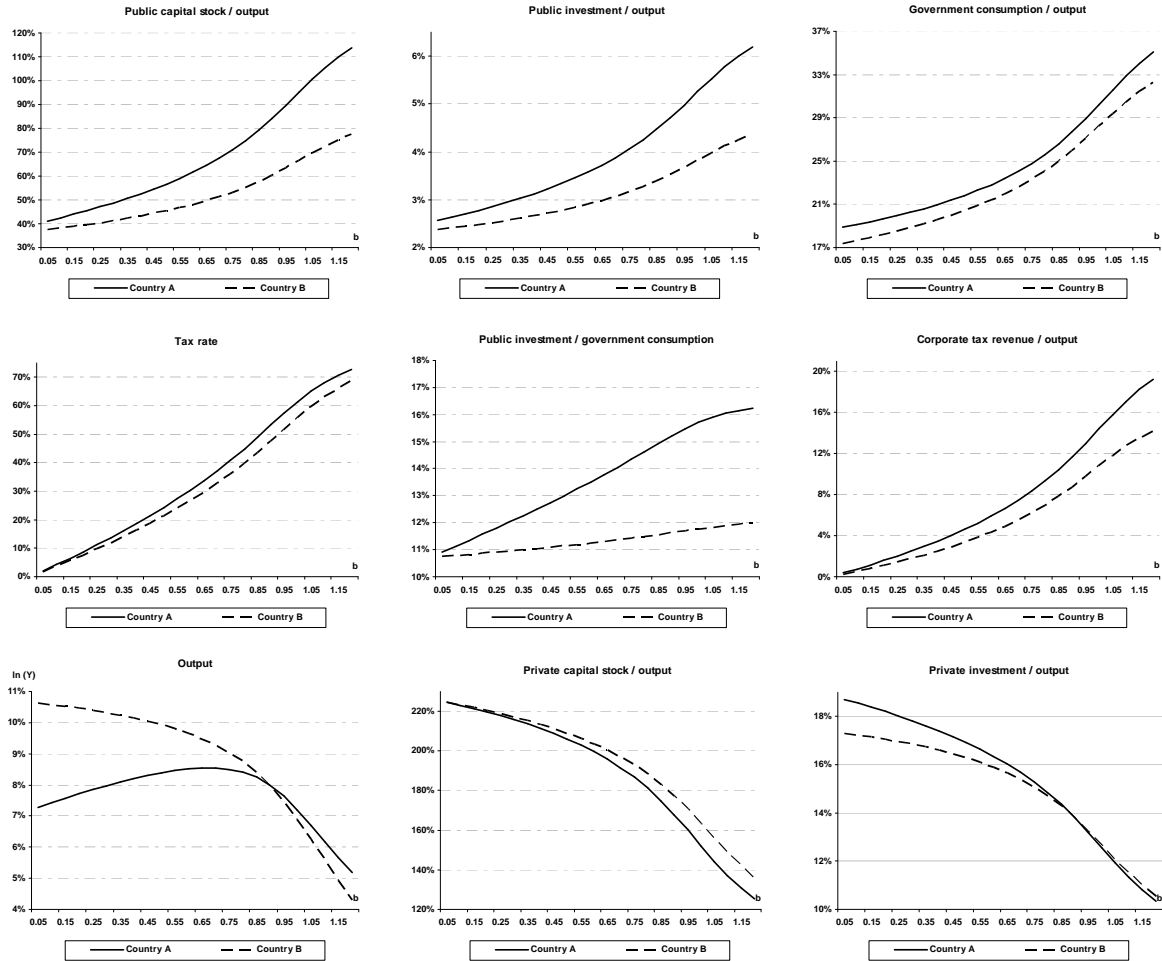 Public capital stock / output
120%
110%
100%
90%
80%
70%
60%
50%
40%
30%
b
0.05 0.15 0.25 0.35 0.45 0.55 0.65 0.75 0.85 0.95 1.05 1.15
Country A Country B
Public investment / output
6%
5%
4%
3%
2%
b
0.05 0.15 0.25 0.35 0.45 0.55 0.65 0.75 0.85 0.95 1.05 1.15
Country A Country B
Government consumption / output
37%
33%
29%
25%
21%
17%
b
0.05 0.15 0.25 0.35 0.45 0.55 0.65 0.75 0.85 0.95 1.05 1.15
Country A Country B
Tax rate
70%
60%
50%
40%
30%
20%
10%
0%
b
0.05 0.15 0.25 0.35 0.45 0.55 0.65 0.75 0.85 0.95 1.05 1.15
Country A Country B
Public investment / government consumption
18%
17%
16%
15%
14%
13%
12%
11%
10%
b
0.05 0.15 0.25 0.35 0.45 0.55 0.65 0.75 0.85 0.95 1.05 1.15
Country A Country B
Corporate tax revenue / output
20%
16%
12%
8%
4%
0%
b
0.05 0.15 0.25 0.35 0.45 0.55 0.65 0.75 0.85 0.95 1.05 1.15
Country A Country B
Output
ln (Y)
11%
10%
9%
8%
7%
6%
5%
4%
b
0.05 0.15 0.25 0.35 0.45 0.55 0.65 0.75 0.85 0.95 1.05 1.15
Country A Country B
Private capital stock / output
220%
200%
180%
160%
140%
120%
b
0.05 0.15 0.25 0.35 0.45 0.55 0.65 0.75 0.85 0.95 1.05 1.15
Country A Country B
Private investment / output
18%
16%
14%
12%
10%
b
0.05 0.15 0.25 0.35 0.45 0.55 0.65 0.75 0.85 0.95 1.05 1.15
Country A Country B